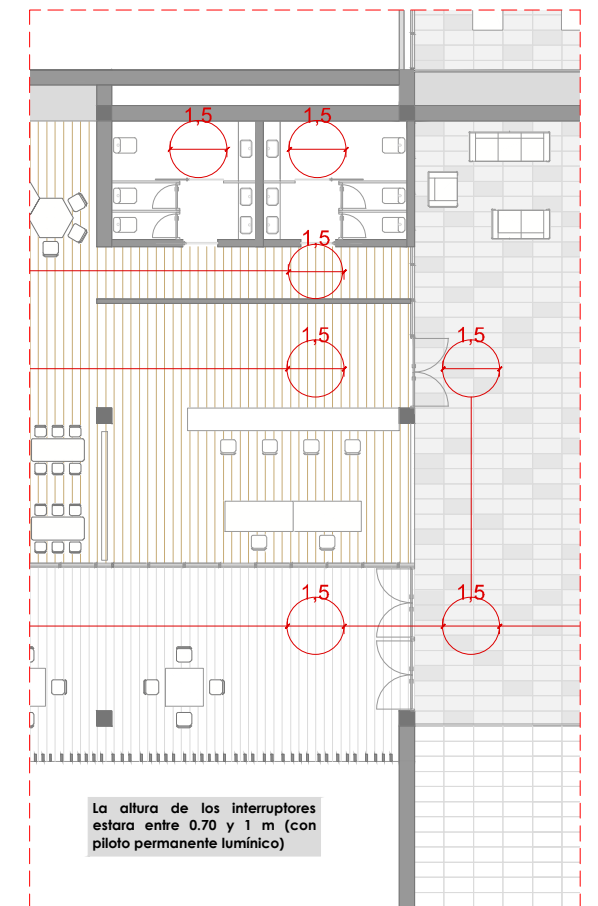 1,5 1,5
1,5
1,5 1,5
1,5 1,5
La altura de los interruptores
estara entre 0.70 y 1 m (con
piloto permanente lumínico)